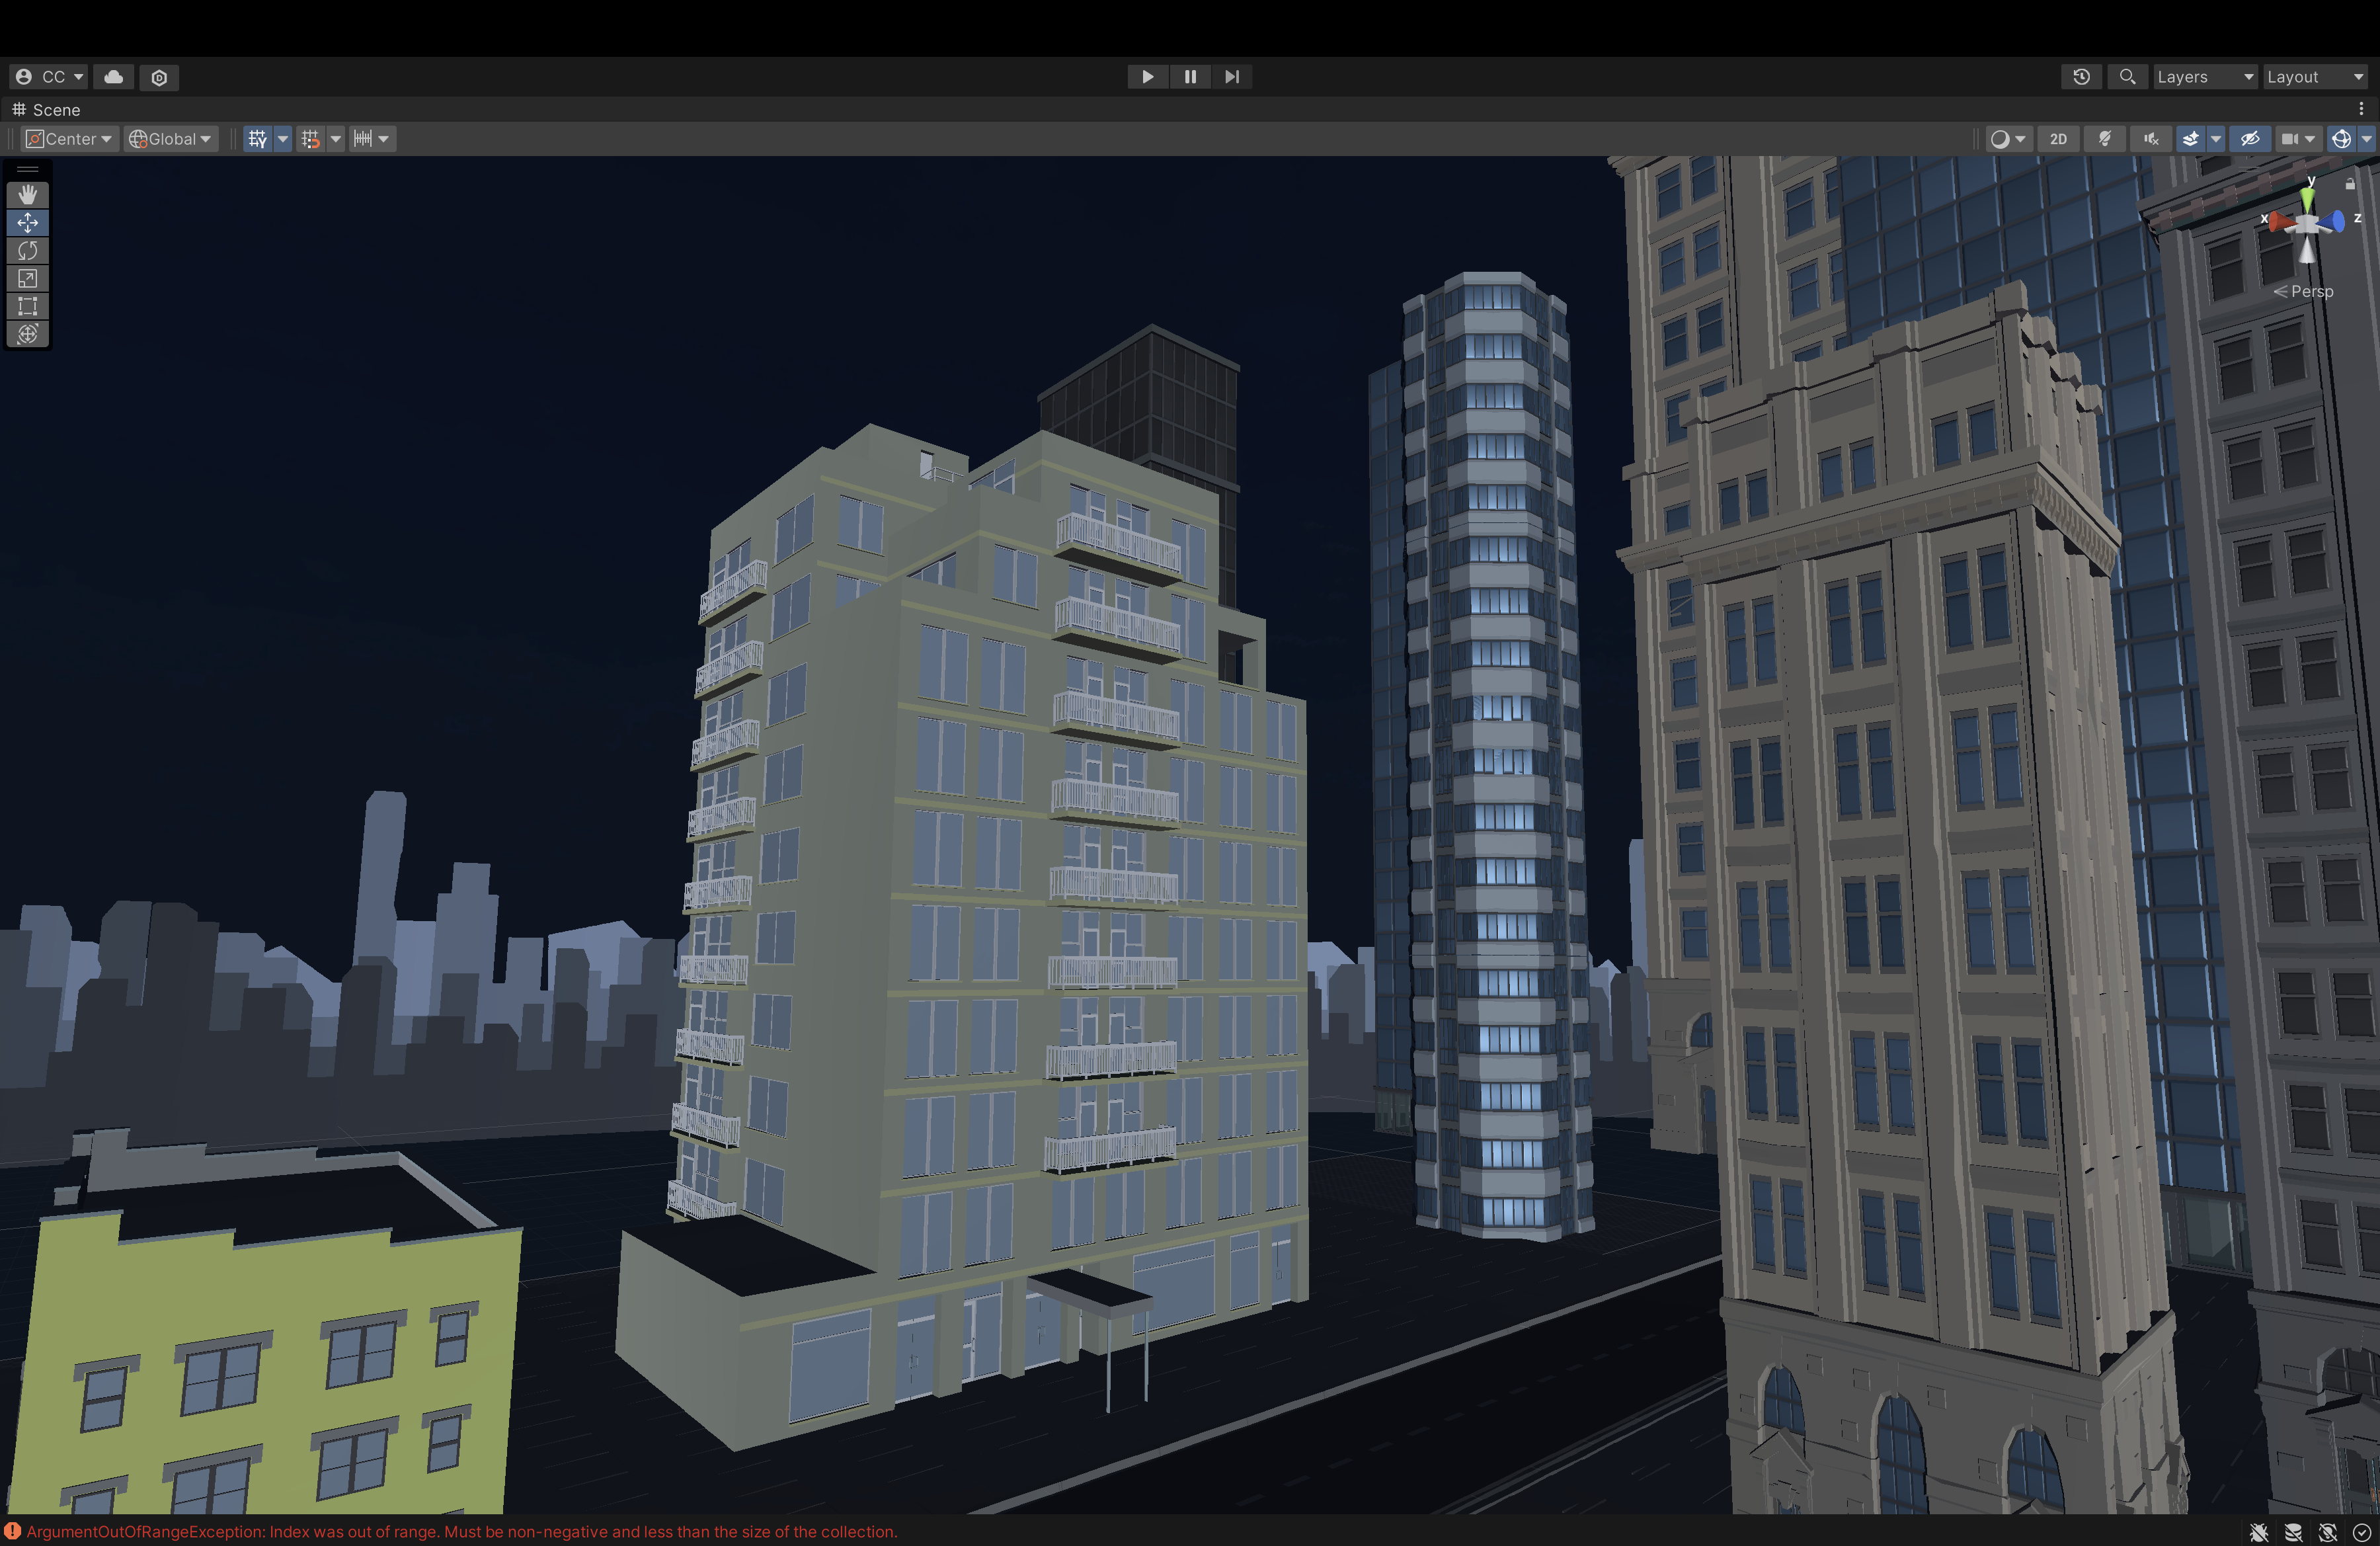 CC
Layers
Layout
Scene
Center
Global
2D
y
x
z
Persp
ArgumentOutOfRangeException: Index was out of range. Must be non-negative and less than the size of the collection.